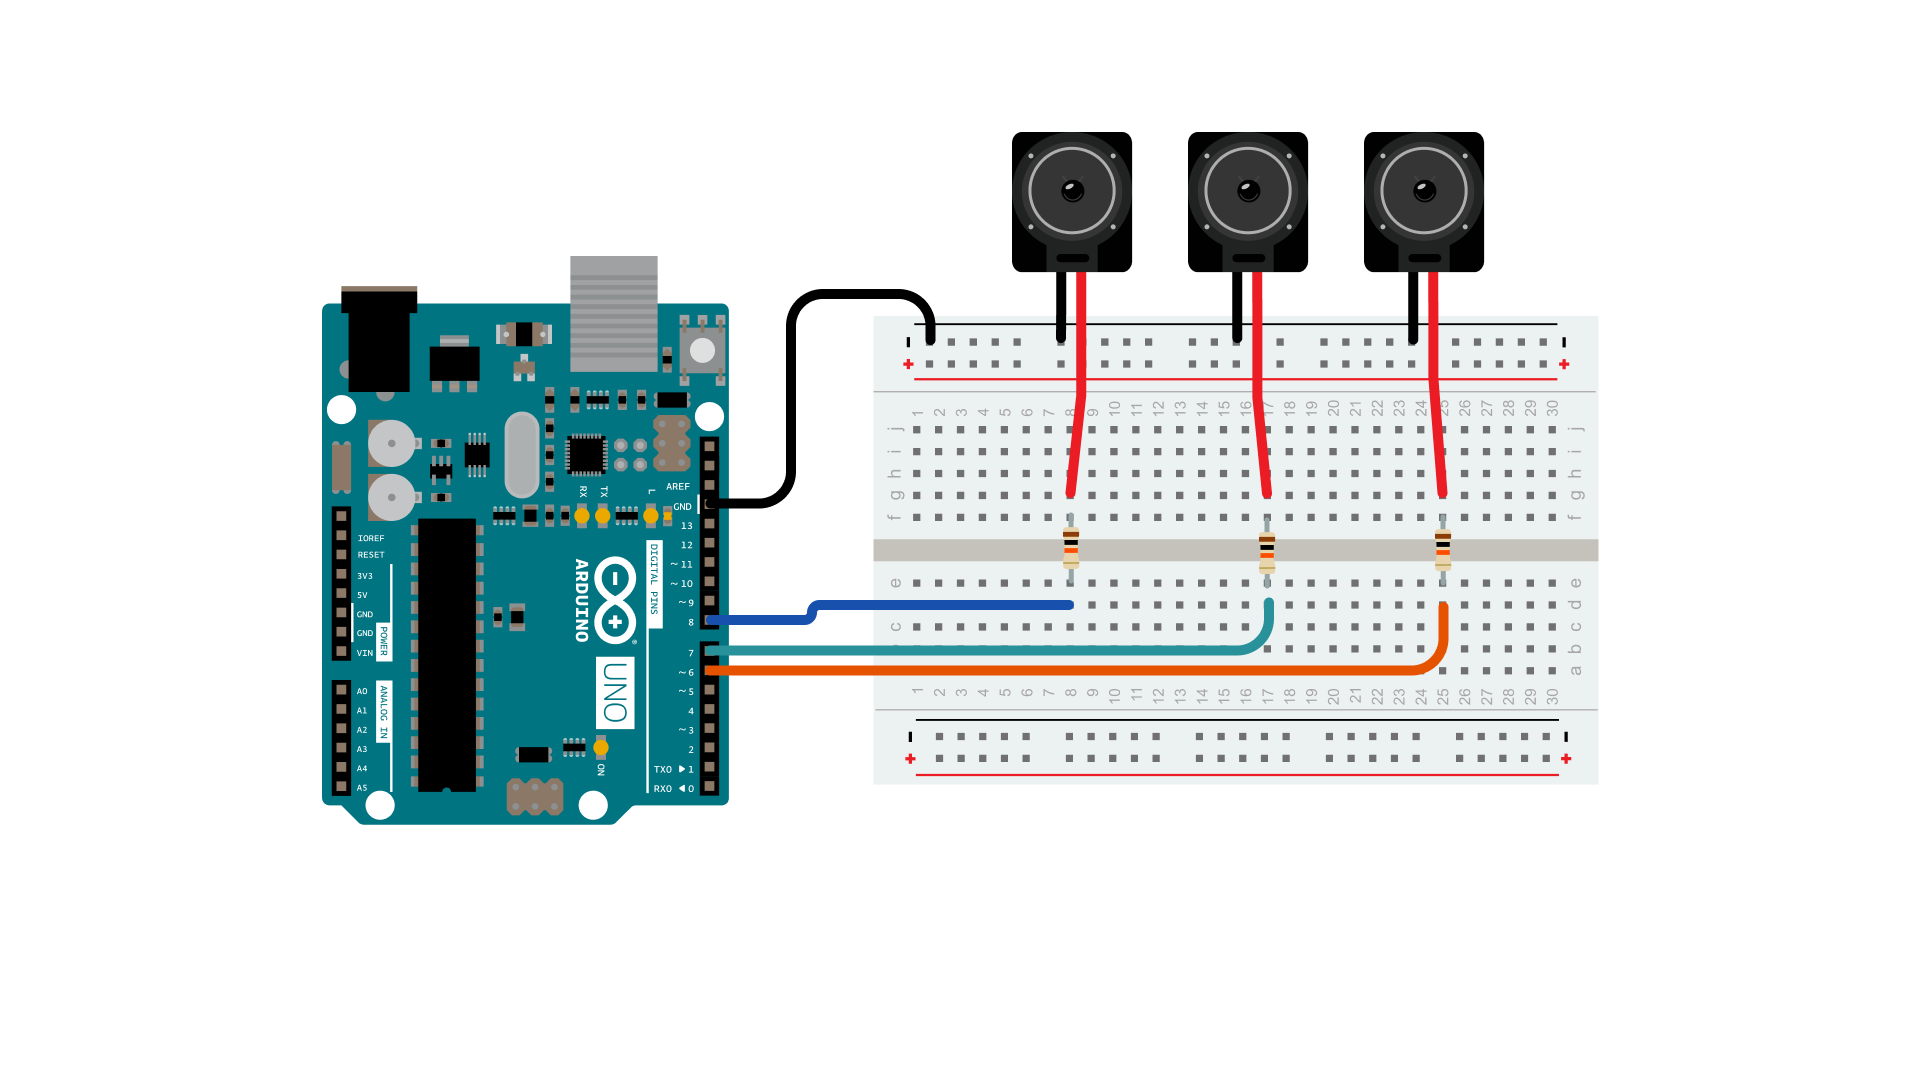 RX TX L
AREF
GND
13
12
~ 11
~ 10
~ 9
8
7
~ 6
~ 5
4
~ 3
2
TX0 ▶ 1
RX0 ◀ 0
DIGITAL PINS
ARDUINO
®
UNO
ON
IOREF
RESET
3V3
5V
GND
GND
VIN
POWER
A0
A1
A2
A3
A4
A5
ANALOG IN
- -
+ +
1 2 3 4 5 6 7 8 9 10 11 12 13 14 15 16 17 18 19 20 21 22 23 24 25 26 27 28 29 30
j j
i i
h h
g g
f f
e e
d d
c c
b
a
1 2 3 4 5 6 7 8 9 10 11 12 13 14 15 16 17 18 19 20 21 22 23 24 25 26 27 28 29 30
- -
+ +